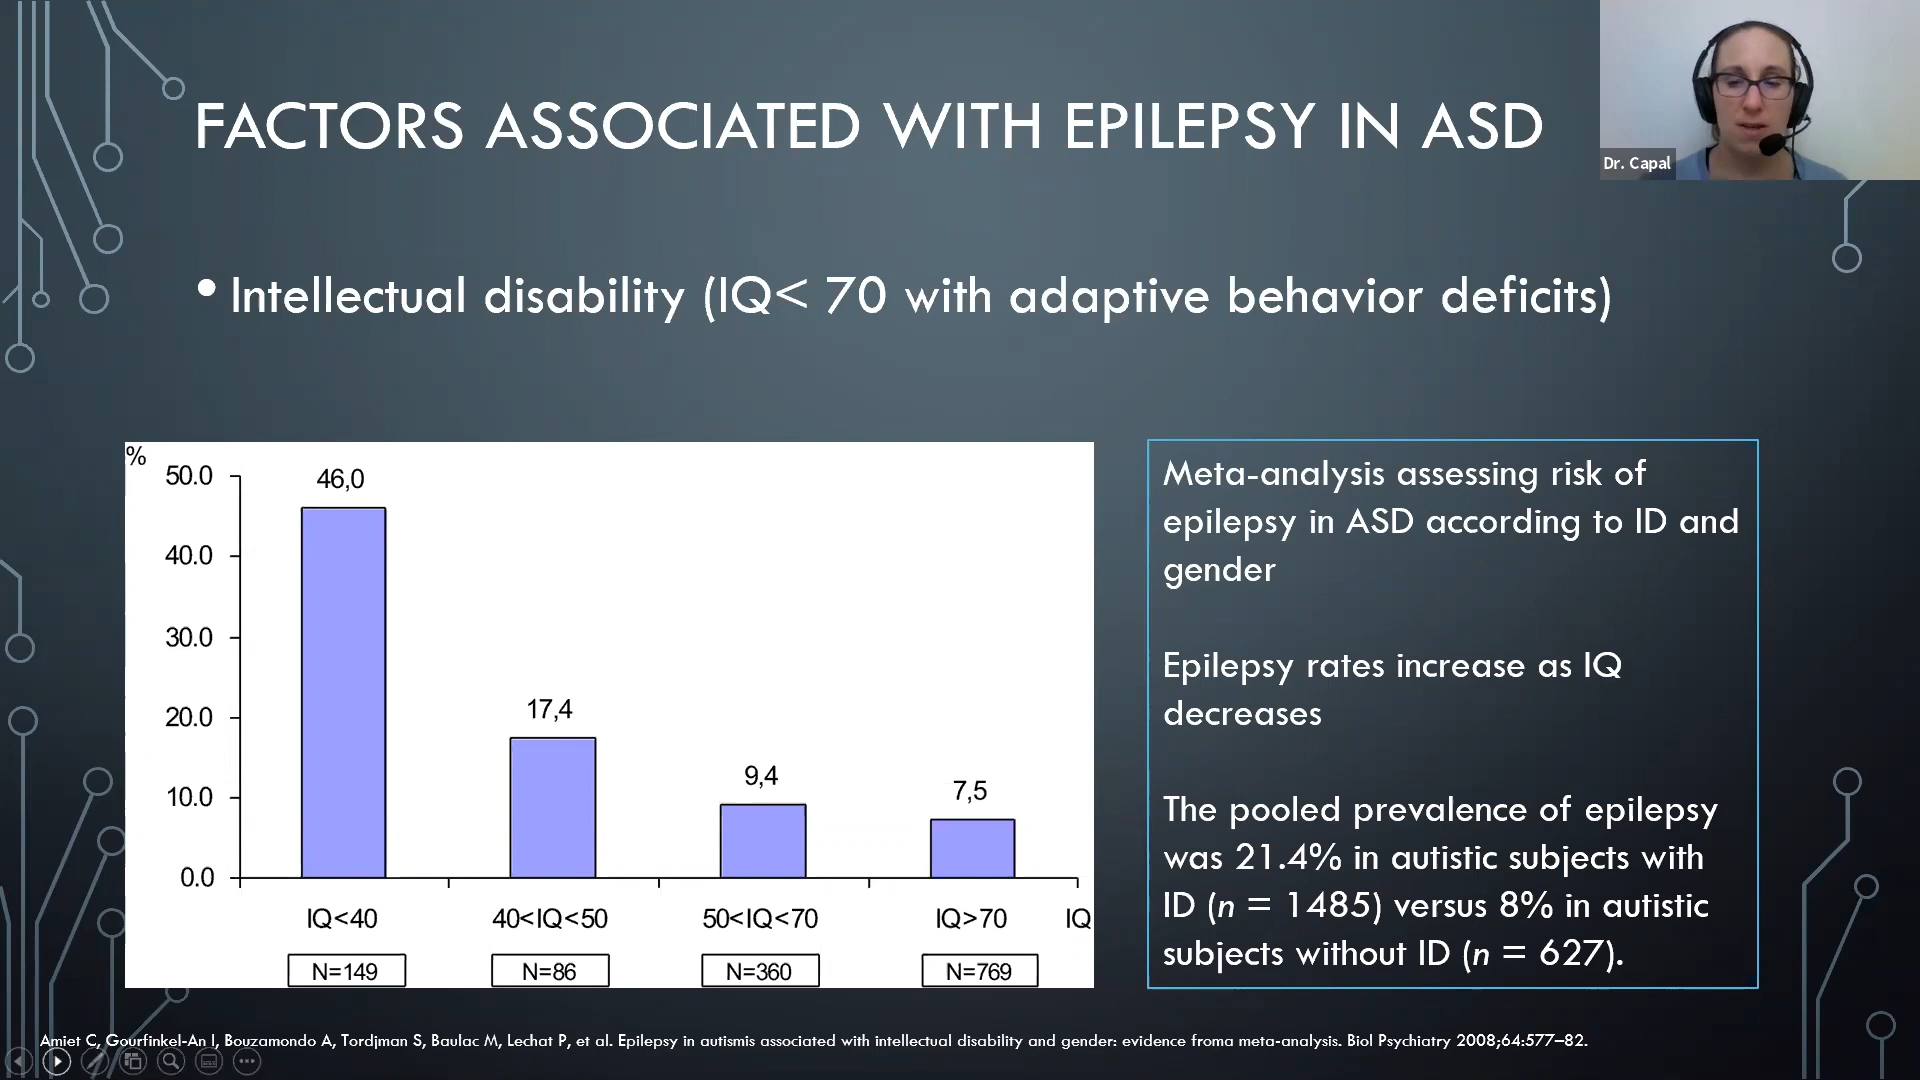 FACTORS ASSOCIATED WITH EPILEPSY IN ASD
Dr. Capal
• Intellectual disability (IQ< 70 with adaptive behavior deficits)
%
50.0
40.0
30.0
20.0
10.0
0.0
46,0
17,4
9,4
7,5
IQ<40
40<IQ<50
50<IQ<70
IQ>70
IQ
N=149
N=86
N=360
N=769
Meta-analysis assessing risk of
epilepsy in ASD according to ID and
gender
Epilepsy rates increase as IQ
decreases
The pooled prevalence of epilepsy
was 21.4% in autistic subjects with
ID (n = 1485) versus 8% in autistic
subjects without ID (n = 627).
Amiet C, Gourfinkel-An I, Bouzamondo A, Tordjman S, Baulac M, Lechat P, et al. Epilepsy in autismis associated with intellectual disability and gender: evidence froma meta-analysis. Biol Psychiatry 2008;64:577–82.